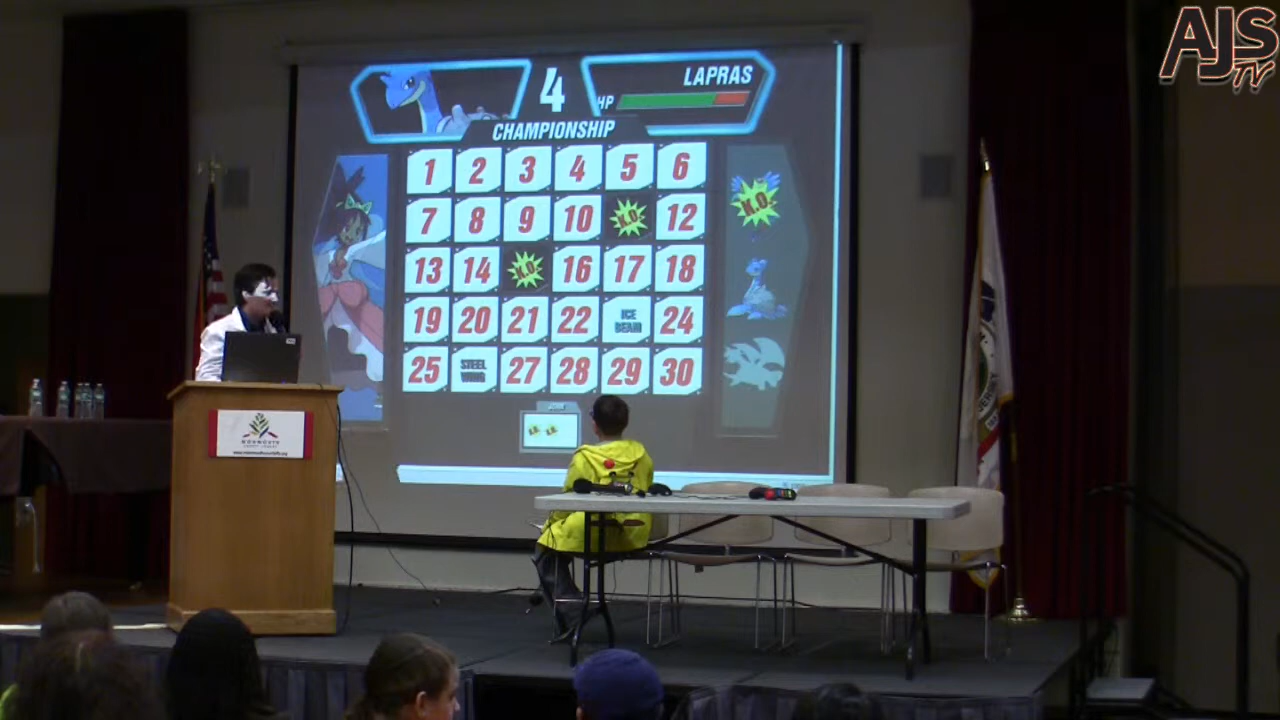 AJS
TV
4
LAPRAS
HP
CHAMPIONSHIP
1 2 3 4 5 6
7 8 9 10 K.O. 12
13 14 K.O. 16 17 18
19 20 21 22 ICE BEAM 24
25 STEEL WING 27 28 29 30
K.O.